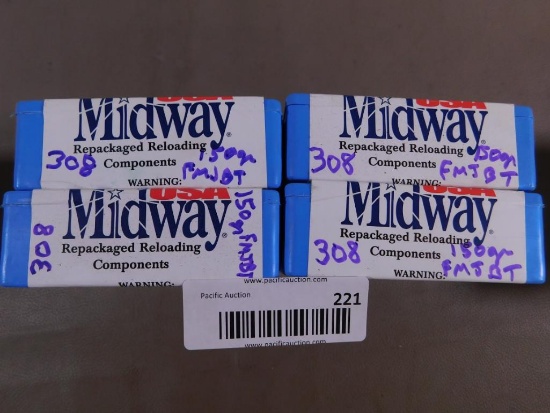 USA
Midway®
Repackaged Reloading
Components
WARNING:
308
150gr
FMJBT
USA
Midway®
Repackaged Reloading
Components
WARNING:
308
150gr
FMJBT
USA
Midway®
Repackaged Reloading
Components
WARNING:
308
150gr FMJBT
USA
Midway®
Repackaged Reloading
Components
WARNING:
308
150gr
FMJBT
www.pacificauction.com
Pacific Auction
221
www.pacificauction.com